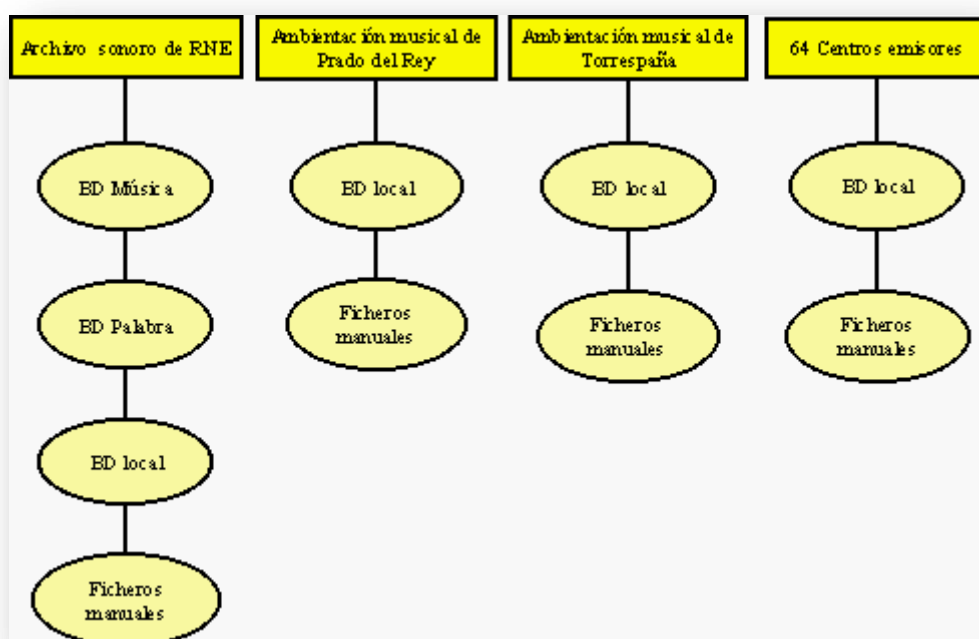 Archivo sonoro de RNE
Ambientación musical de
Prado del Rey
Ambientación musical de
Torrespaña
64 Centros emisores
BD Música
BD local
BD local
BD local
BD Palabra
Ficheros
manuales
Ficheros
manuales
Ficheros
manuales
BD local
Ficheros
manuales